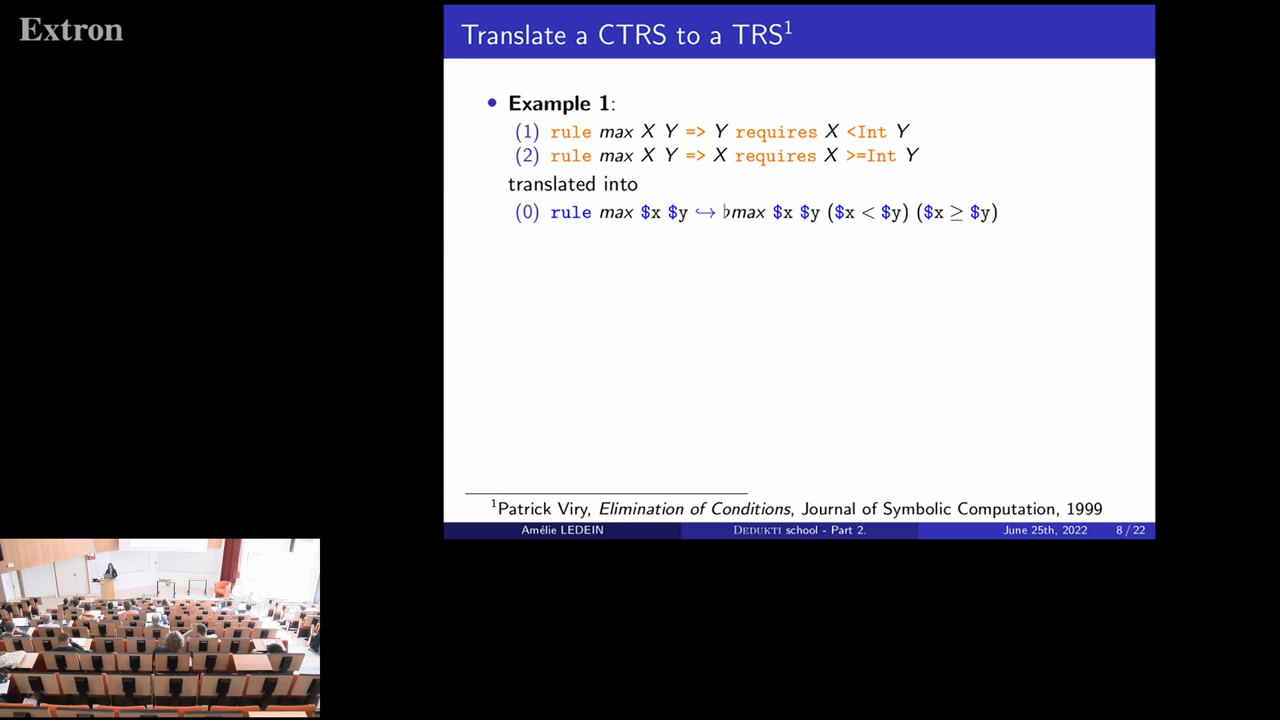 Extron
Translate a CTRS to a TRS¹
• Example 1:
(1) rule max X Y => Y requires X <Int Y
(2) rule max X Y => X requires X >=Int Y
translated into
(0) rule max $x $y ↪ ♭max $x $y ($x < $y) ($x ≥ $y)
¹Patrick Viry, Elimination of Conditions, Journal of Symbolic Computation, 1999
Amélie LEDEIN DEDUKTI school - Part 2. June 25th, 2022 8 / 22